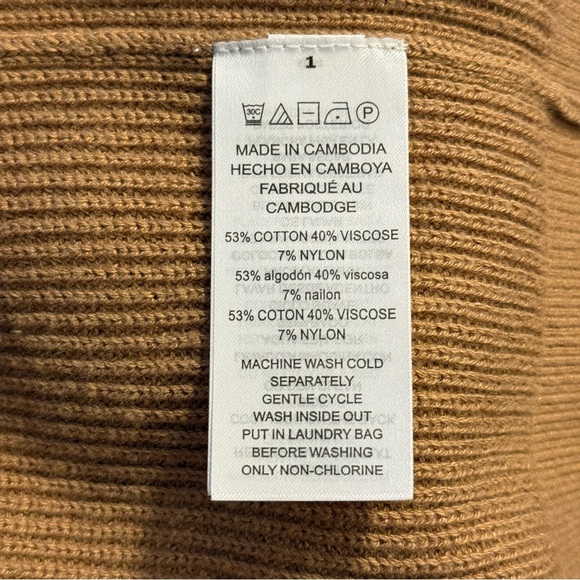 1
30C P
MADE IN CAMBODIA
HECHO EN CAMBOYA
FABRIQUÉ AU
CAMBODGE
53% COTTON 40% VISCOSE
7% NYLON
53% algodón 40% viscosa
7% nailon
53% COTON 40% VISCOSE
7% NYLON
MACHINE WASH COLD
SEPARATELY
GENTLE CYCLE
WASH INSIDE OUT
PUT IN LAUNDRY BAG
BEFORE WASHING
ONLY NON-CHLORINE